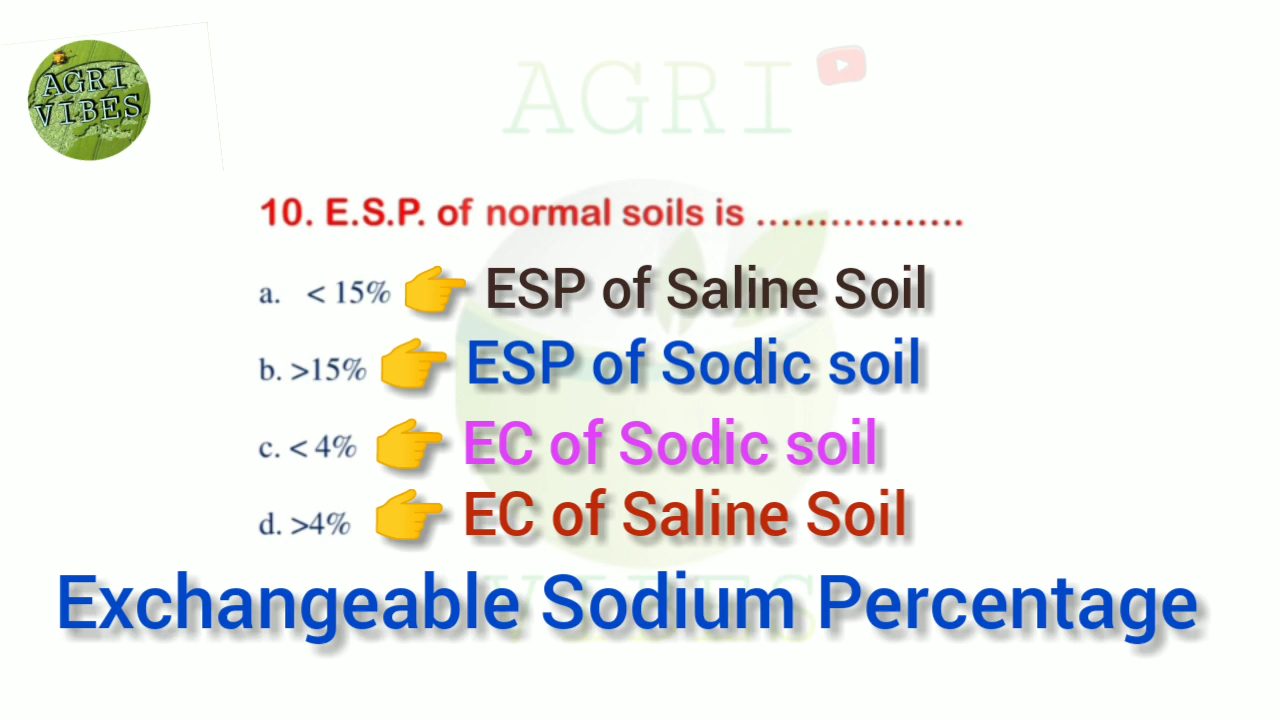 AGRI
VIBES
AGRI
10. E.S.P. of normal soils is .................
a. < 15% 👉 ESP of Saline Soil
b. >15% 👉 ESP of Sodic soil
c. < 4% 👉 EC of Sodic soil
d. >4% 👉 EC of Saline Soil
VIBES
Exchangeable Sodium Percentage